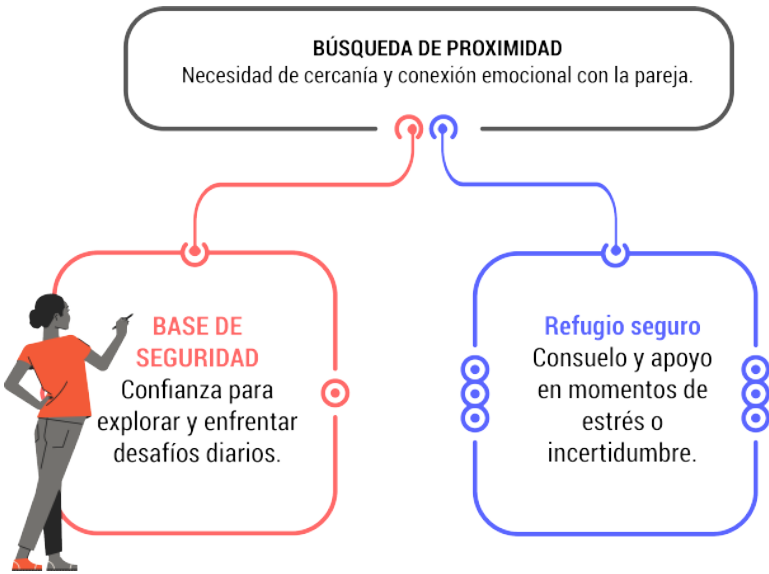 BÚSQUEDA DE PROXIMIDAD
Necesidad de cercanía y conexión emocional con la pareja.
BASE DE
SEGURIDAD
Confianza para
explorar y enfrentar
desafíos diarios.
Refugio seguro
Consuelo y apoyo
en momentos de
estrés o
incertidumbre.